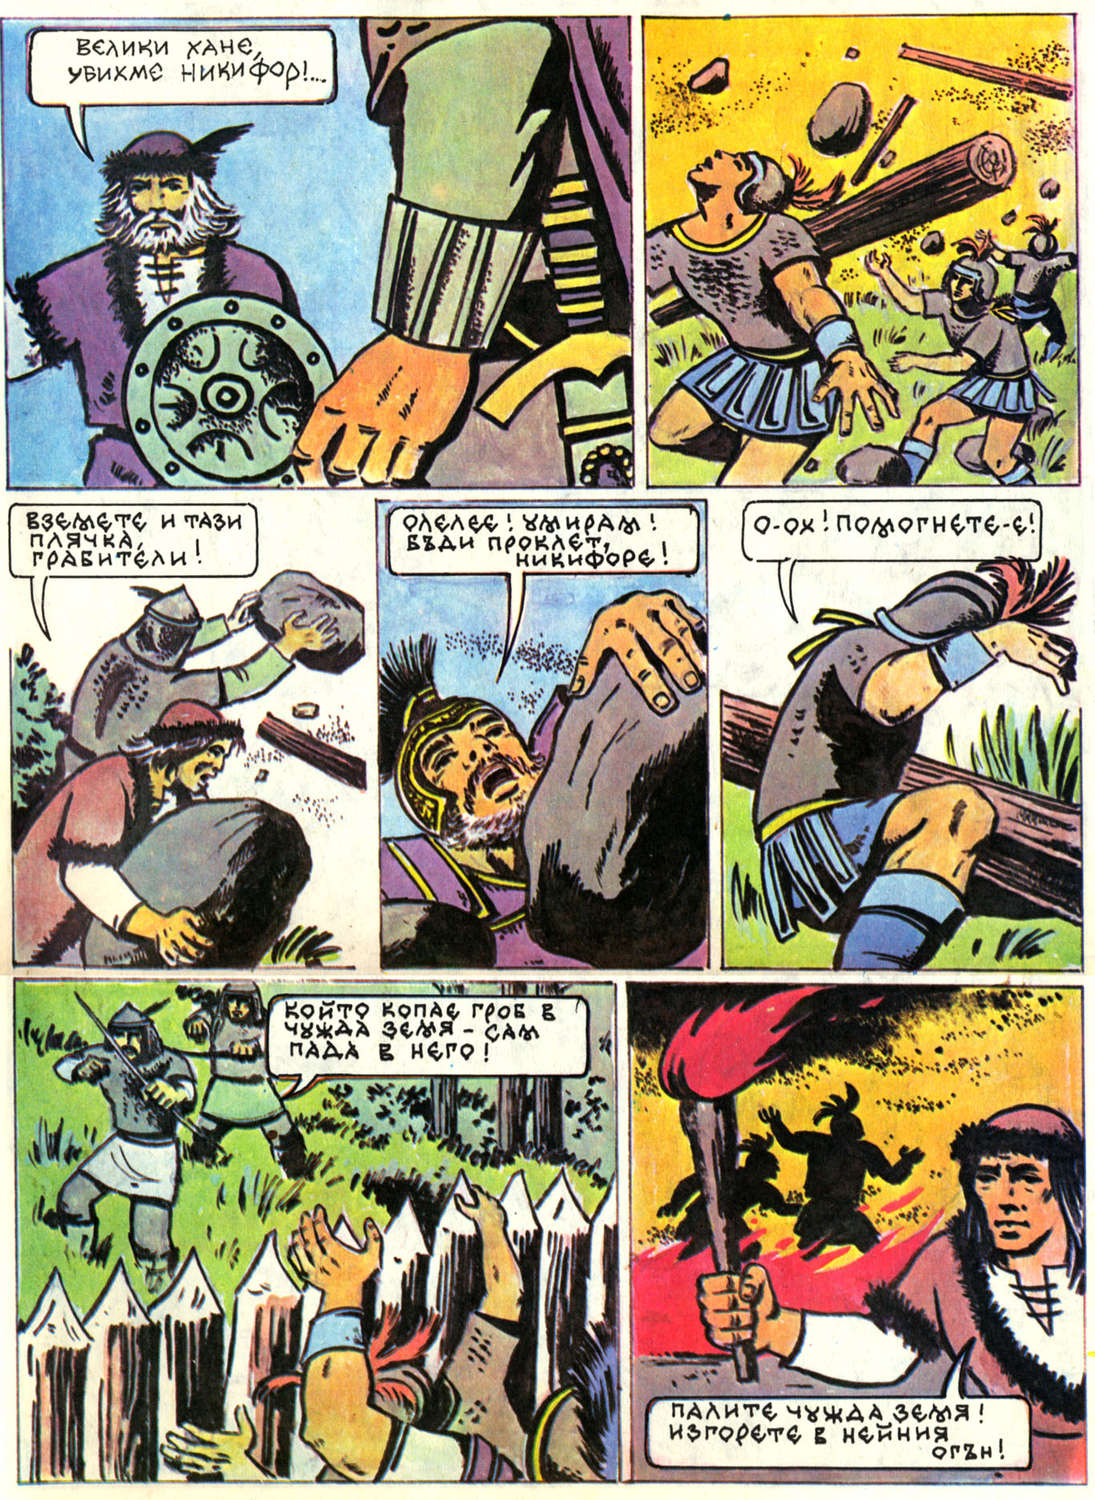 ВЕЛИКИ ХАНЕ,
УБИХМЕ НИКИФОР!...
ВЗЕМЕТЕ И ТАЗИ
ПЛЯЧКА,
ГРАБИТЕЛИ!
ОЛЕЛЕЕ! УМИРАМ!
БЪДИ ПРОКЛЕТ,
НИКИФОРЕ!
О-ОХ! ПОМОГНЕТЕ-Е!
КОЙТО КОПАЕ ГРОБ В
ЧУЖДА ЗЕМЯ - САМ
ПАДА В НЕГО!
ПАЛИТЕ ЧУЖДА ЗЕМЯ!
ИЗГОРЕТЕ В НЕЙНИЯ
ОГЪН!